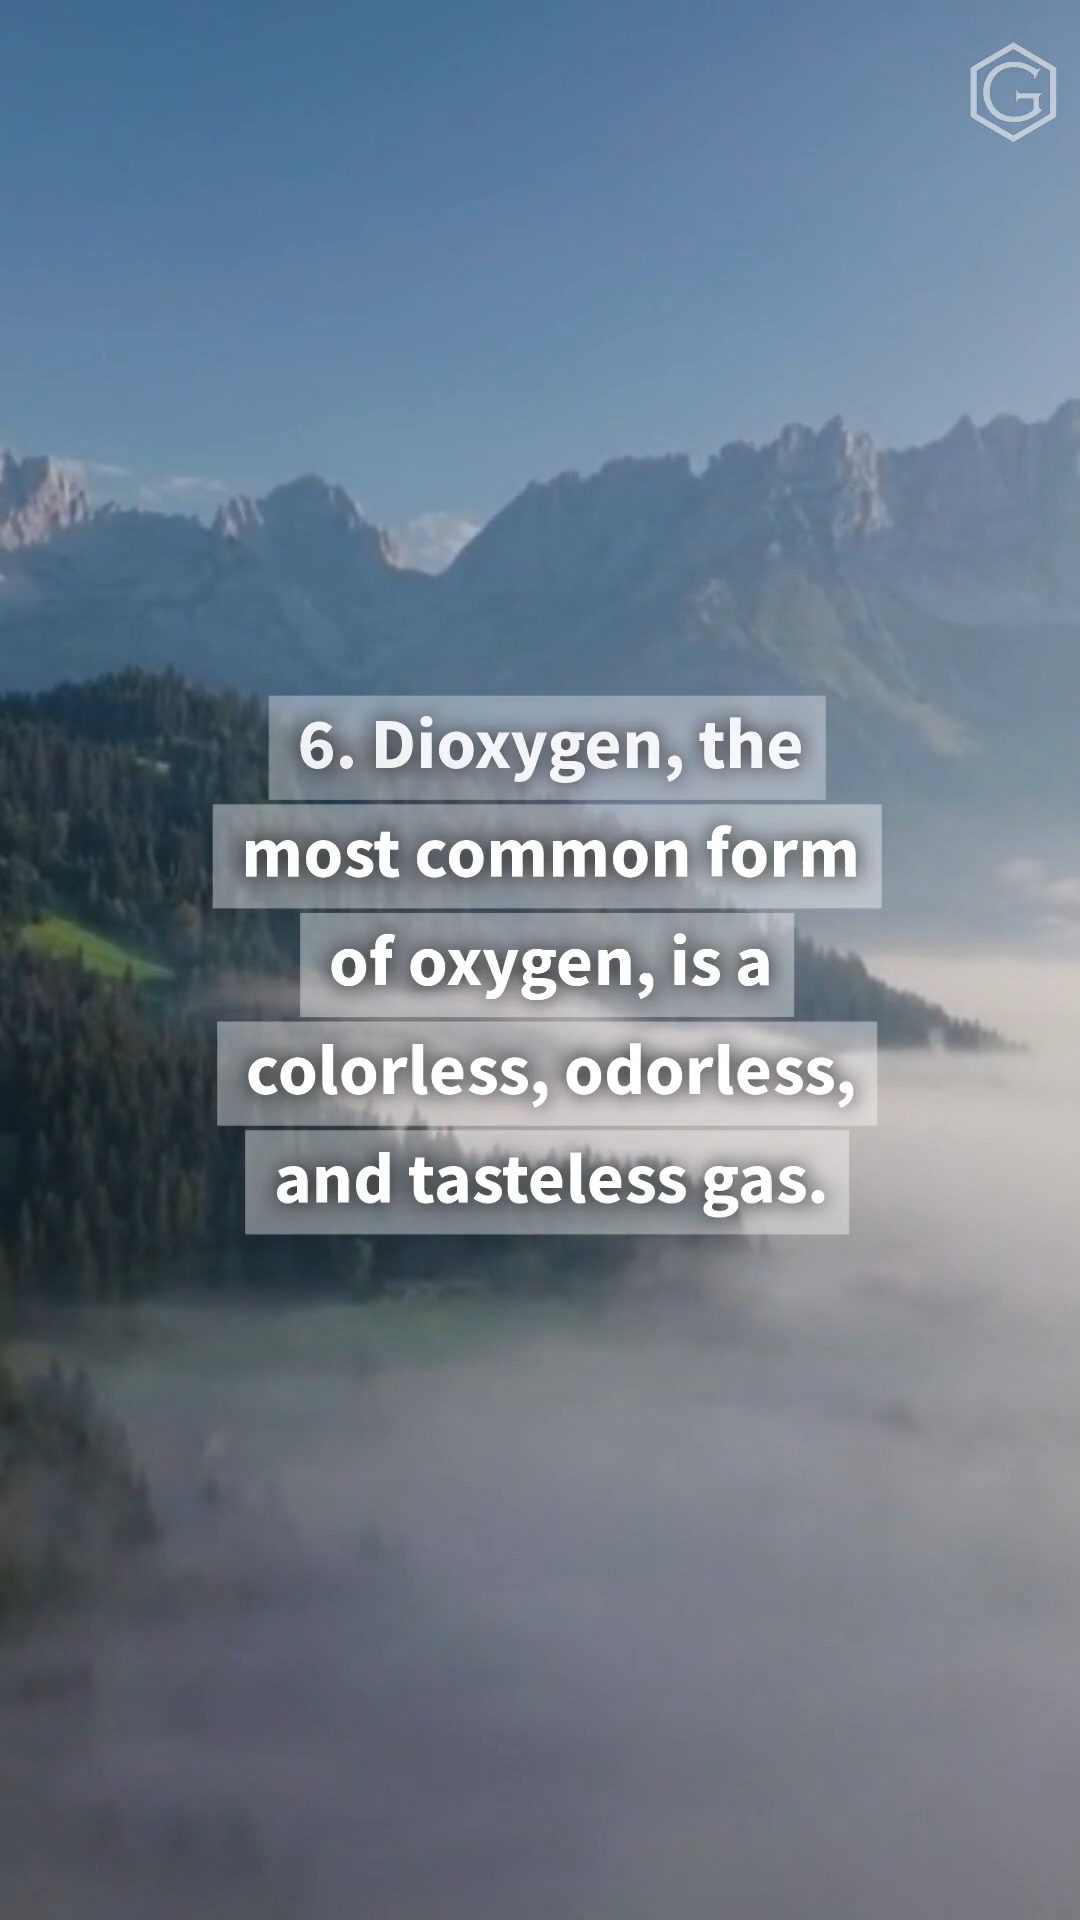 G
6. Dioxygen, the
most common form
of oxygen, is a
colorless, odorless,
and tasteless gas.